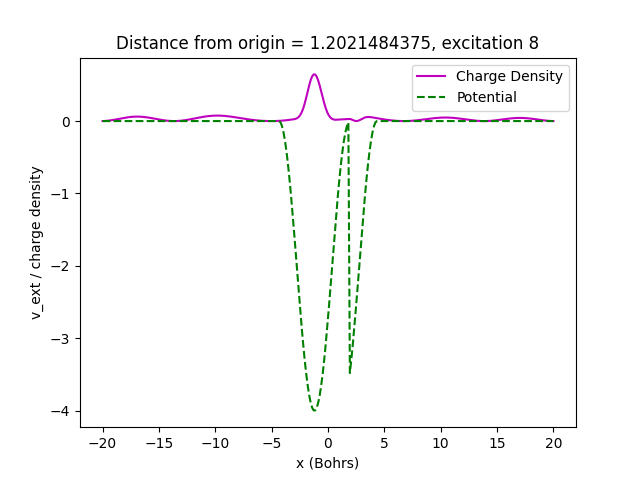 Distance from origin = 1.2021484375, excitation 8
Charge Density
Potential
v_ext / charge density
0
−1
−2
−3
−4
−20
−15
−10
−5
0
5
10
15
20
x (Bohrs)